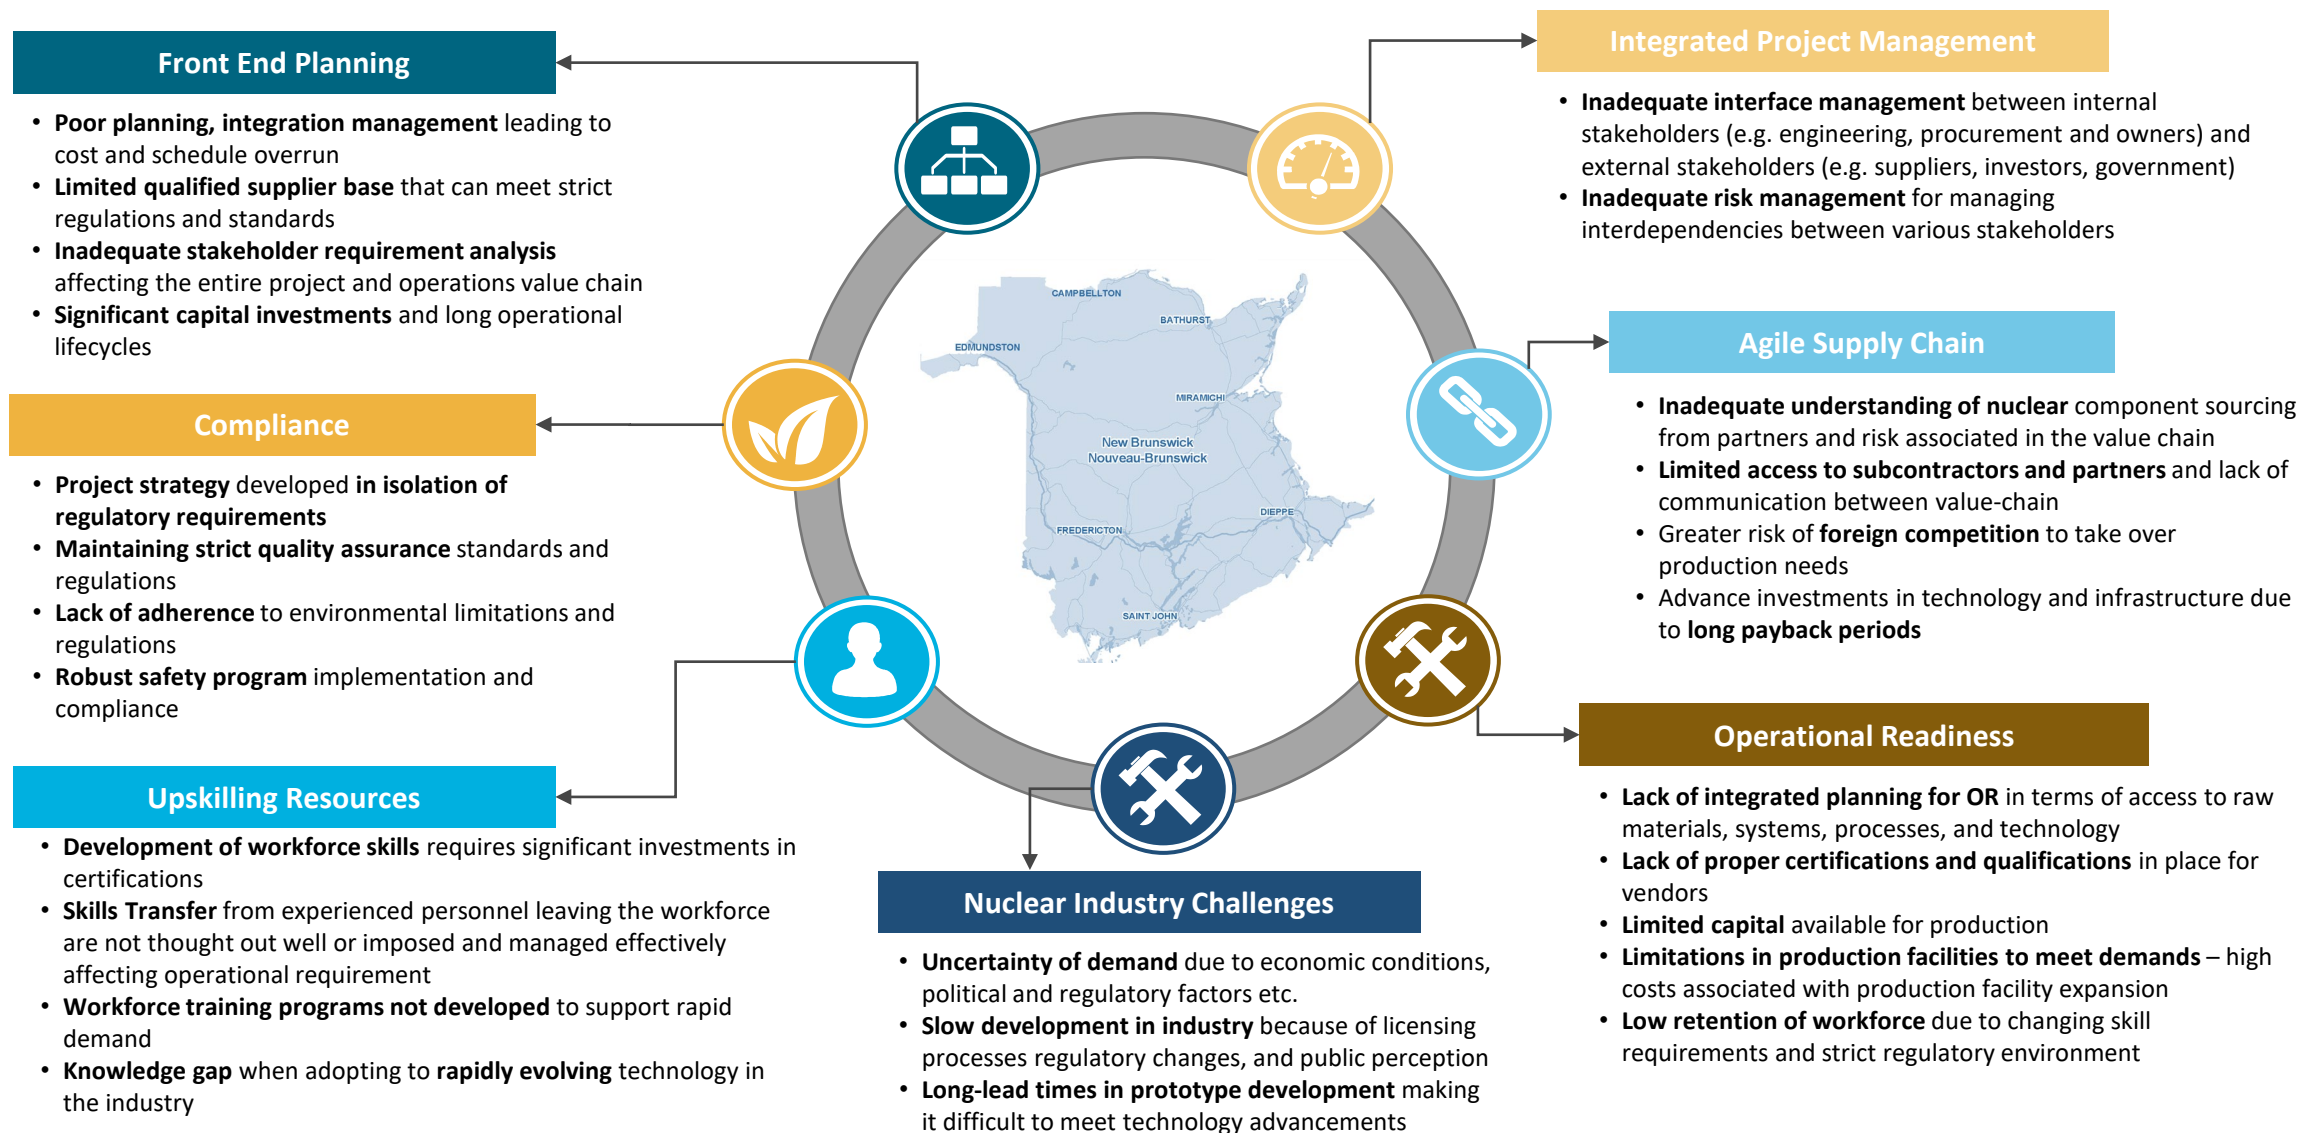 Front End Planning
• Poor planning, integration management leading to
cost and schedule overrun
• Limited qualified supplier base that can meet strict
regulations and standards
• Inadequate stakeholder requirement analysis
affecting the entire project and operations value chain
• Significant capital investments and long operational
lifecycles
Compliance
• Project strategy developed in isolation of
regulatory requirements
• Maintaining strict quality assurance standards and
regulations
• Lack of adherence to environmental limitations and
regulations
• Robust safety program implementation and
compliance
Upskilling Resources
• Development of workforce skills requires significant investments in
certifications
• Skills Transfer from experienced personnel leaving the workforce
are not thought out well or imposed and managed effectively
affecting operational requirement
• Workforce training programs not developed to support rapid
demand
• Knowledge gap when adopting to rapidly evolving technology in
the industry
CAMPBELLTON
BATHURST
EDMUNDSTON
MIRAMICHI
New Brunswick
Nouveau-Brunswick
DIEPPE
FREDERICTON
SAINT JOHN
Nuclear Industry Challenges
• Uncertainty of demand due to economic conditions,
political and regulatory factors etc.
• Slow development in industry because of licensing
processes regulatory changes, and public perception
• Long-lead times in prototype development making
it difficult to meet technology advancements
Integrated Project Management
• Inadequate interface management between internal
stakeholders (e.g. engineering, procurement and owners) and
external stakeholders (e.g. suppliers, investors, government)
• Inadequate risk management for managing
interdependencies between various stakeholders
Agile Supply Chain
• Inadequate understanding of nuclear component sourcing
from partners and risk associated in the value chain
• Limited access to subcontractors and partners and lack of
communication between value-chain
• Greater risk of foreign competition to take over
production needs
• Advance investments in technology and infrastructure due
to long payback periods
Operational Readiness
• Lack of integrated planning for OR in terms of access to raw
materials, systems, processes, and technology
• Lack of proper certifications and qualifications in place for
vendors
• Limited capital available for production
• Limitations in production facilities to meet demands – high
costs associated with production facility expansion
• Low retention of workforce due to changing skill
requirements and strict regulatory environment